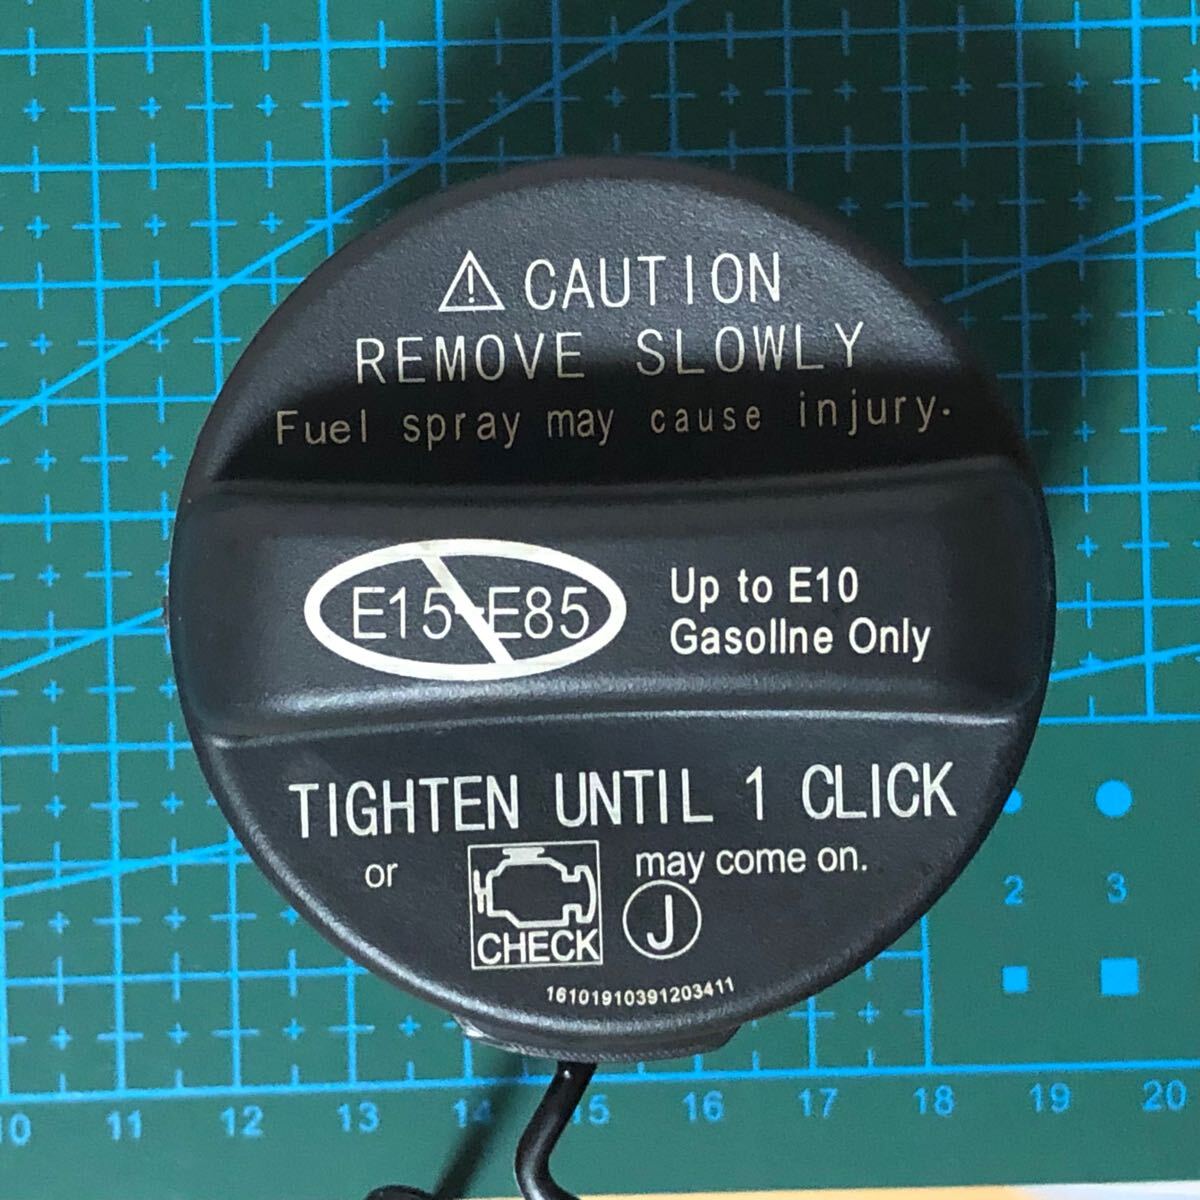 CAUTION
REMOVE SLOWLY
Fuel spray may cause injury.
E15-E85
Up to E10
Gasollne Only
TIGHTEN UNTIL 1 CLICK
or CHECK may come on.
J
16101910391203411
2 3
10 11 12 13 14 15 16 17 18 19 20